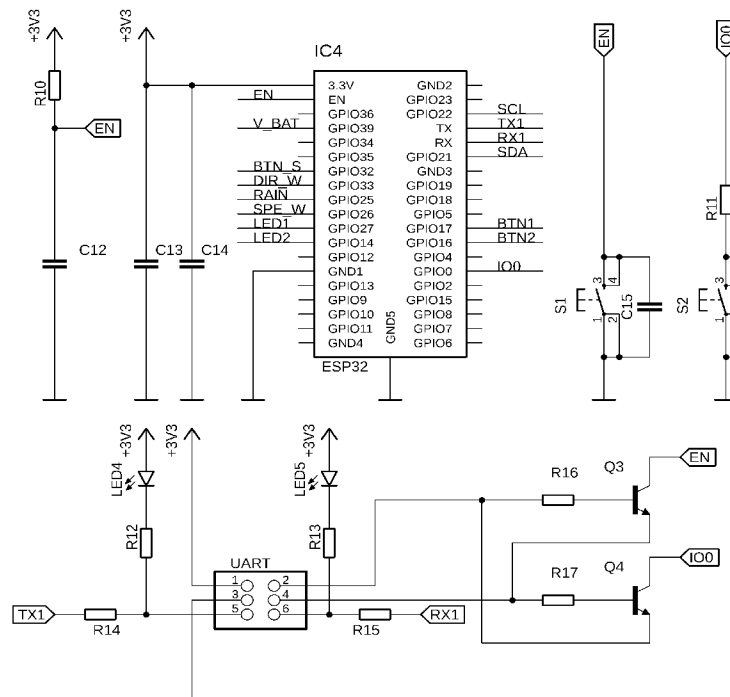 +3V3
+3V3
R10
EN
C12
C13
C14
IC4
EN
V_BAT
BTN_S
DIR_W
RAIN
SPE_W
LED1
LED2
3.3V
EN
GPIO36
GPIO39
GPIO34
GPIO35
GPIO32
GPIO33
GPIO25
GPIO26
GPIO27
GPIO14
GPIO12
GND1
GPIO13
GPIO9
GPIO10
GPIO11
GND4
GND5
GND2
GPIO23
GPIO22
TX
RX
GPIO21
GND3
GPIO19
GPIO18
GPIO5
GPIO17
GPIO16
GPIO4
GPIO0
GPIO2
GPIO15
GPIO8
GPIO7
GPIO6
ESP32
SCL
TX1
RX1
SDA
BTN1
BTN2
IO0
EN
S1
3
4
1
2
C15
IO0
R11
S2
3
1
+3V3
LED4
R12
+3V3
+3V3
LED5
R13
UART
1
2
3
4
5
6
TX1
R14
R15
RX1
R16
Q3
EN
R17
Q4
IO0